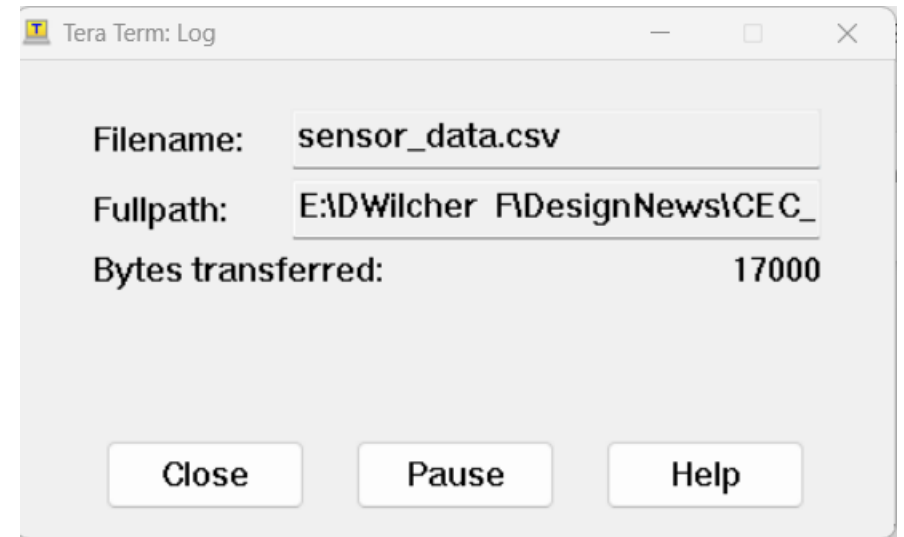 Tera Term: Log
Filename: sensor_data.csv
Fullpath: E:\DWilcher F\DesignNews\CEC_
Bytes transferred: 17000
Close Pause Help